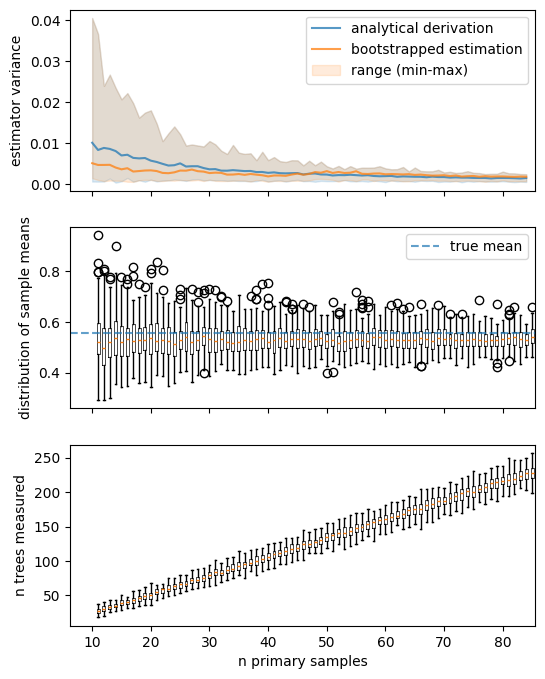 0.04
0.03
0.02
0.01
0.00
estimator variance
analytical derivation
bootstrapped estimation
range (min-max)
0.8
0.6
0.4
distribution of sample means
true mean
250
200
150
100
50
n trees measured
10 20 30 40 50 60 70 80
n primary samples